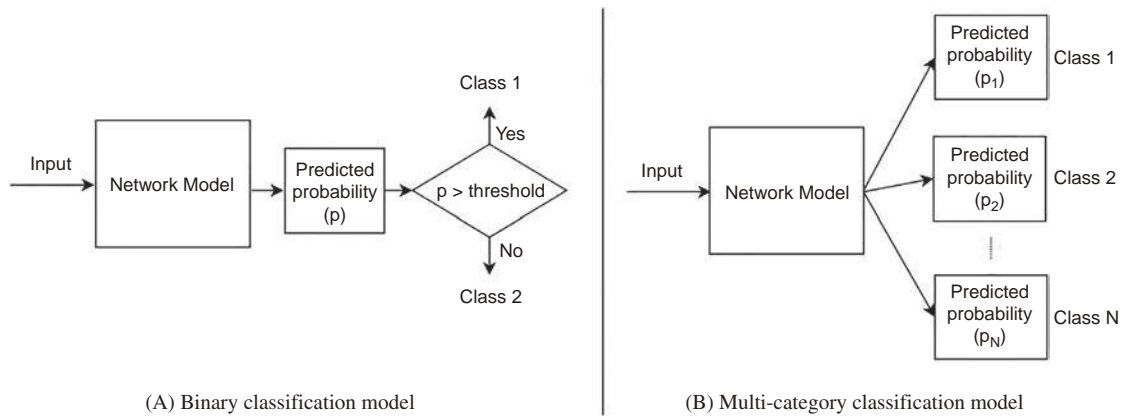 Input
Network Model
Predicted
probability
(p)
p > threshold
Yes
Class 1
No
Class 2
(A) Binary classification model
Input
Network Model
Predicted
probability
(p₁)
Class 1
Predicted
probability
(p₂)
Class 2
Predicted
probability
(p_N)
Class N
(B) Multi-category classification model